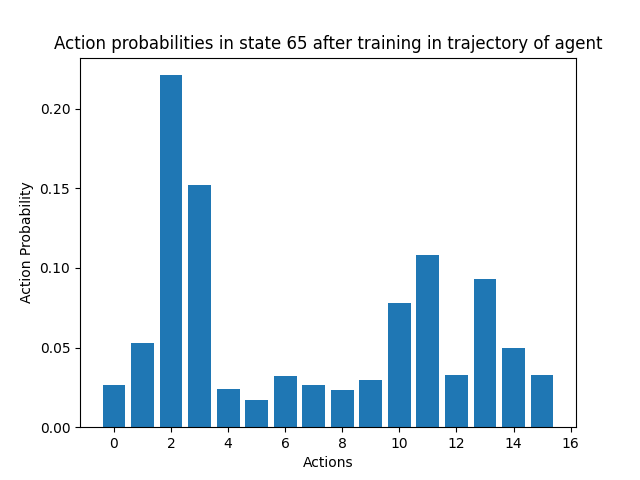 Action probabilities in state 65 after training in trajectory of agent
Action Probability
0.20
0.15
0.10
0.05
0.00
0 2 4 6 8 10 12 14 16
Actions